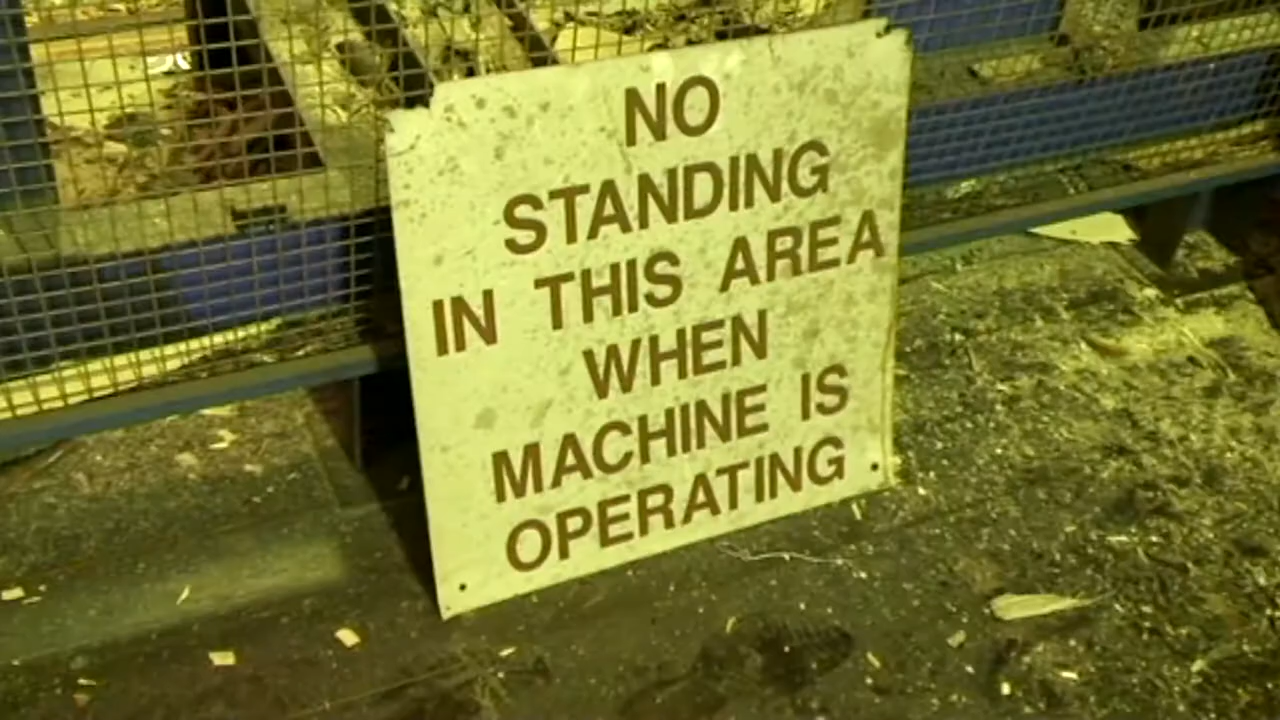 NO
STANDING
IN THIS AREA
WHEN
MACHINE IS
OPERATING